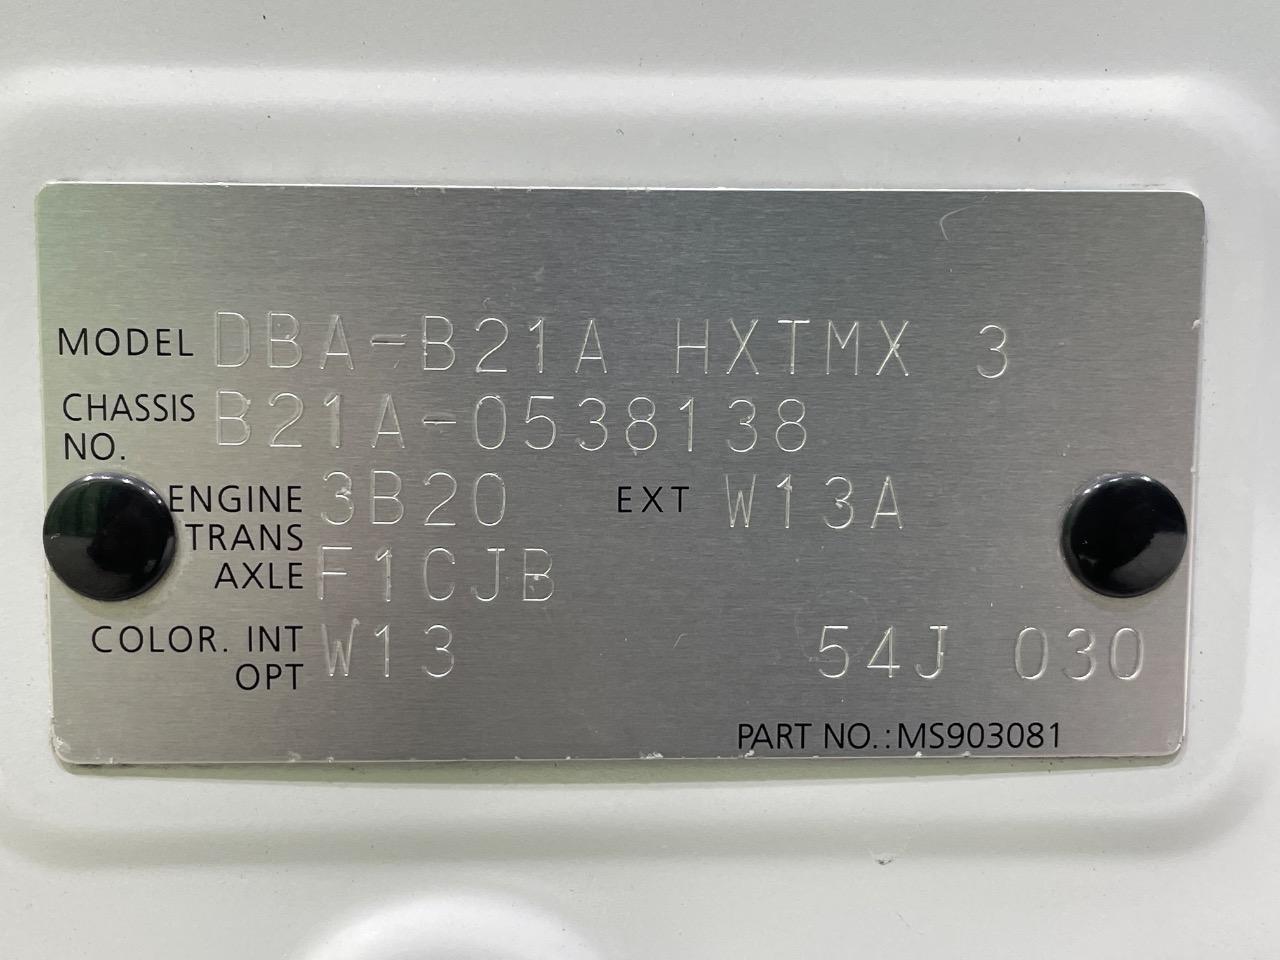 MODEL DBA-B21A HXTMX 3
CHASSIS NO. B21A-0538138
ENGINE 3B20 EXT W13A
TRANS AXLE F1CJB
COLOR. INT OPT W13 54J 030
PART NO.:MS903081